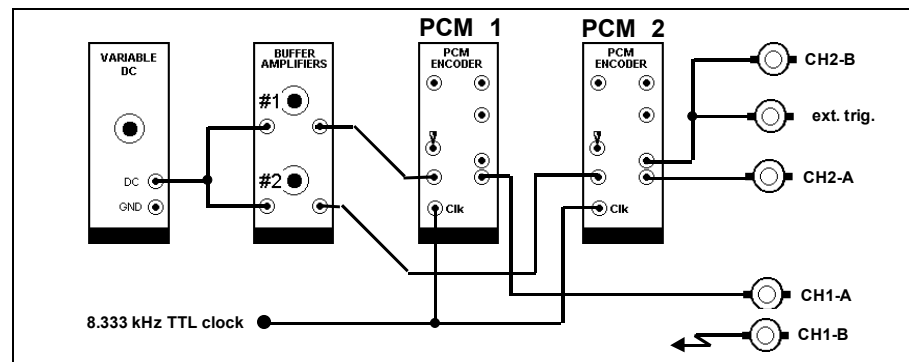 PCM 1
PCM 2
VARIABLE
DC
BUFFER
AMPLIFIERS
PCM
ENCODER
PCM
ENCODER
CH2-B
#1
ext. trig.
DC
#2
CH2-A
GND
Clk
Clk
CH1-A
8.333 kHz TTL clock
CH1-B